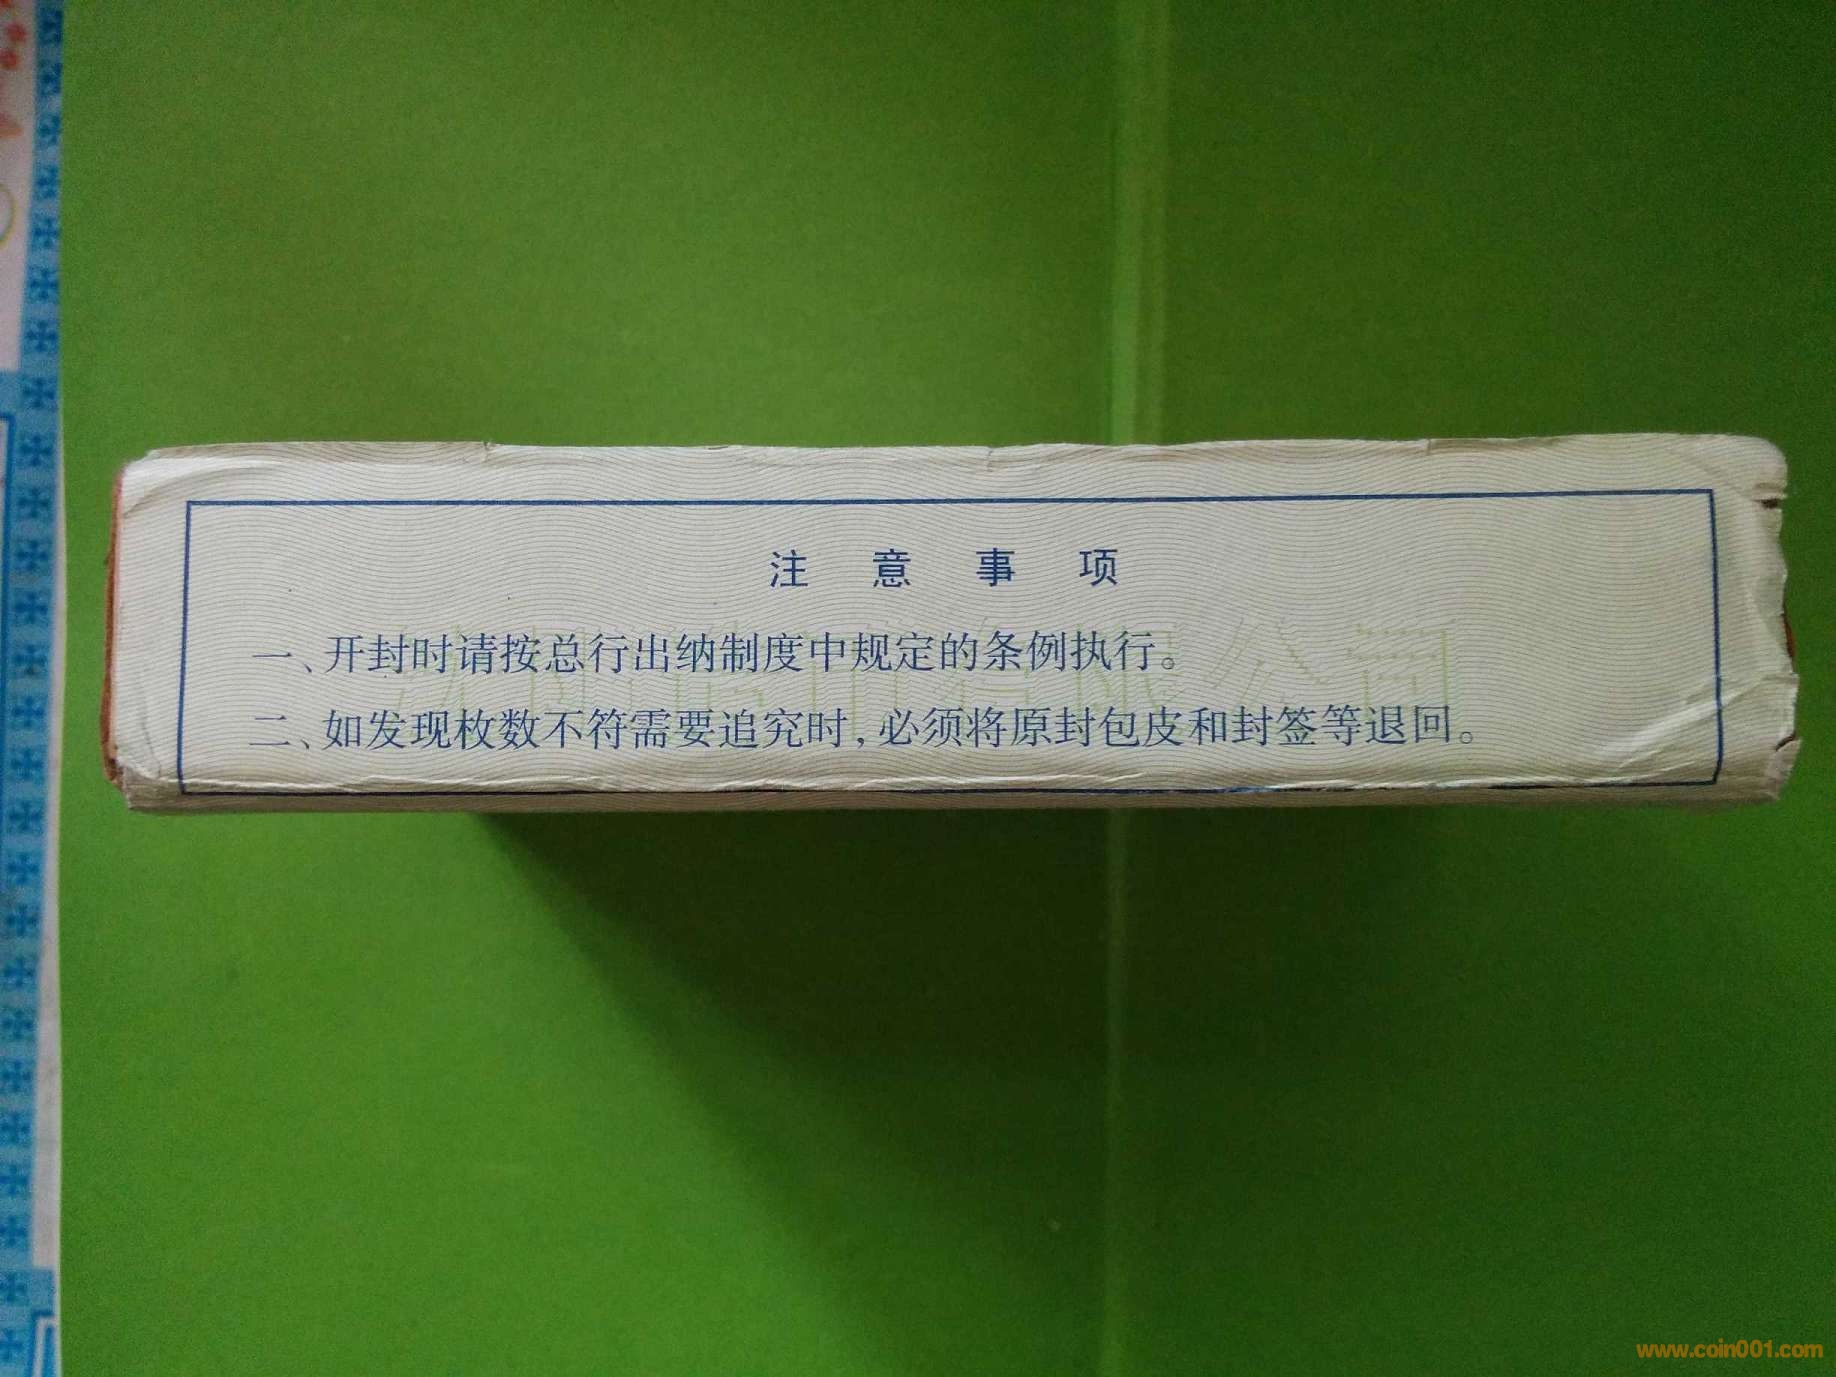 注意事项
一、开封时请按总行出纳制度中规定的条例执行。
二、如发现枚数不符需要追究时，必须将原封包皮和封签等退回。
www.coin001.com